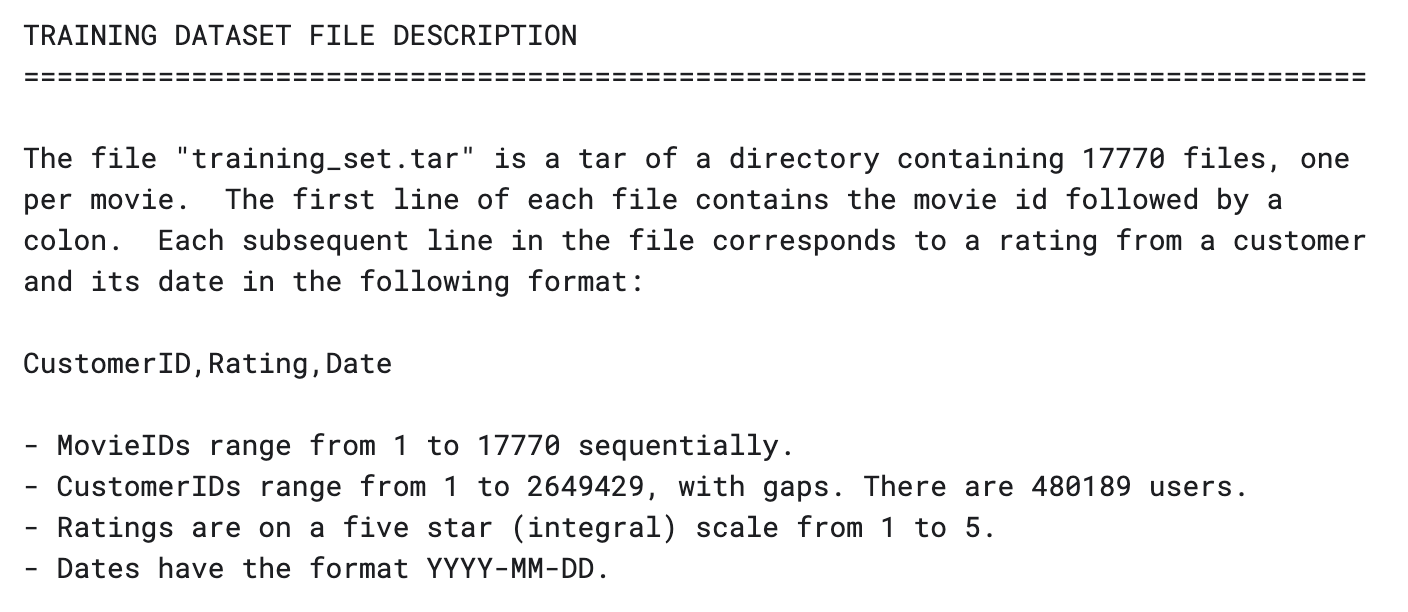 TRAINING DATASET FILE DESCRIPTION
================================================================================
The file "training_set.tar" is a tar of a directory containing 17770 files, one
per movie.  The first line of each file contains the movie id followed by a
colon.  Each subsequent line in the file corresponds to a rating from a customer
and its date in the following format:
CustomerID,Rating,Date
- MovieIDs range from 1 to 17770 sequentially.
- CustomerIDs range from 1 to 2649429, with gaps. There are 480189 users.
- Ratings are on a five star (integral) scale from 1 to 5.
- Dates have the format YYYY-MM-DD.